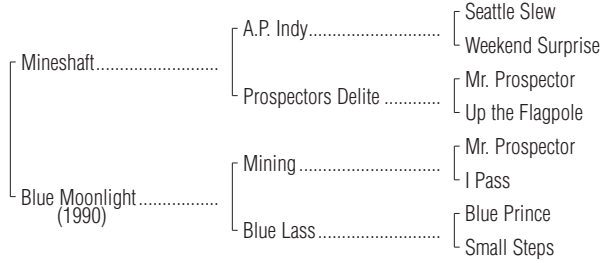 Seattle Slew
A.P. Indy..............................
Weekend Surprise
Mineshaft............................
Mr. Prospector
Prospectors Delite .............
Up the Flagpole
Mr. Prospector
Mining .................................
I Pass
Blue Moonlight..................
(1990)
Blue Prince
Blue Lass............................
Small Steps